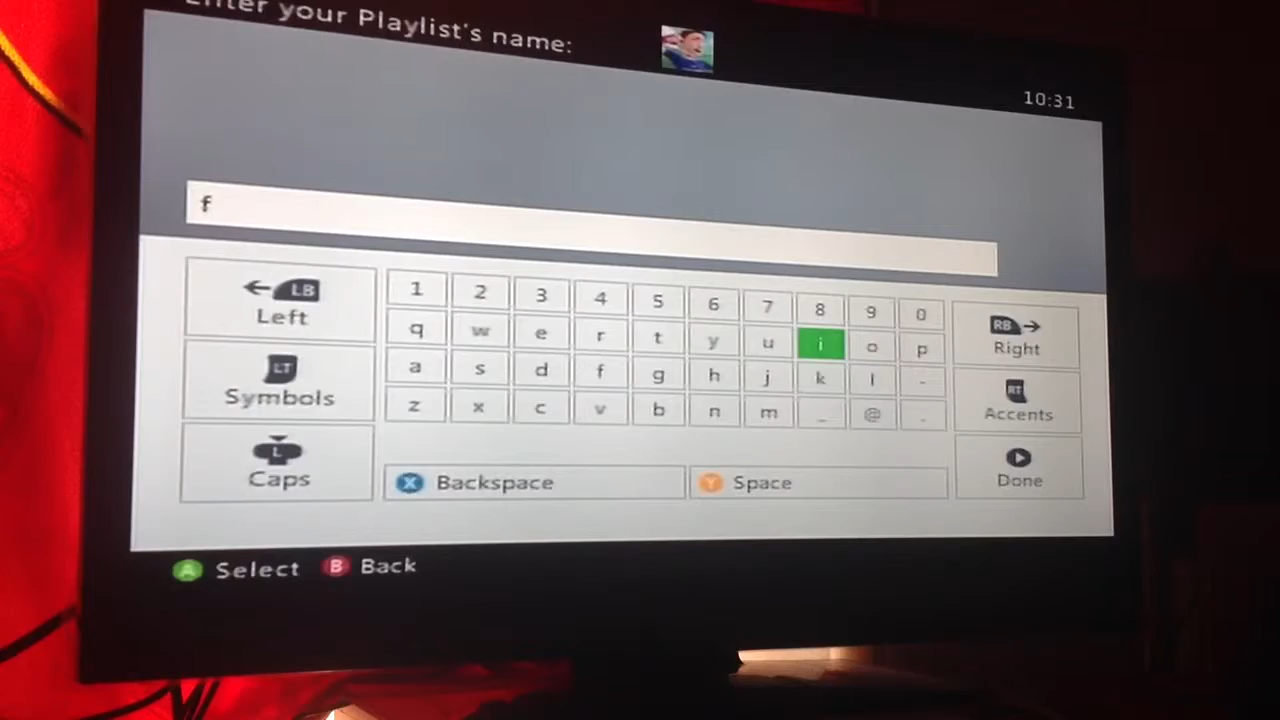 Enter your Playlist's name:
10:31
f
LB
Left
1 2 3 4 5 6 7 8 9 0
RB
Right
q w e r t y u i o p
LT
Symbols
a s d f g h j k l -
RT
Accents
z x c v b n m _ @ .
L
Caps
X Backspace
Y Space
Done
A Select B Back